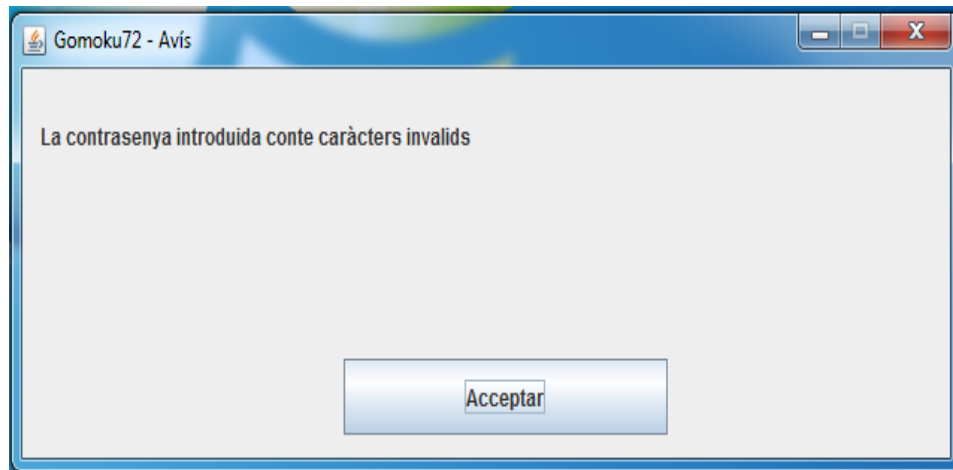 Gomoku72 - Avís
La contrasenya introduida conte caràcters invalids
Acceptar